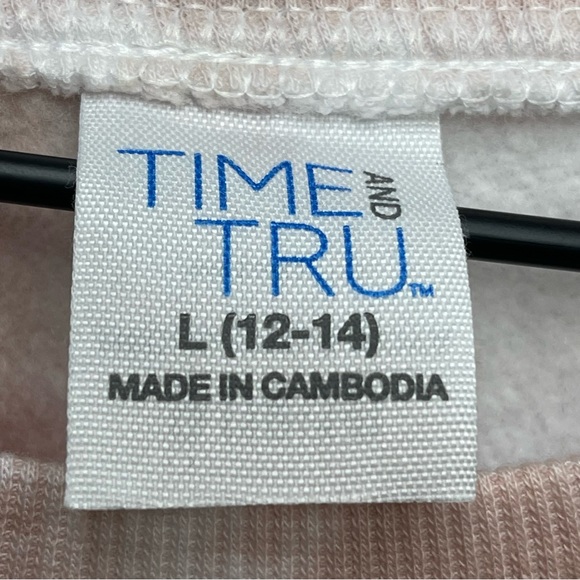 TIME AND
TRU™
L (12-14)
MADE IN CAMBODIA